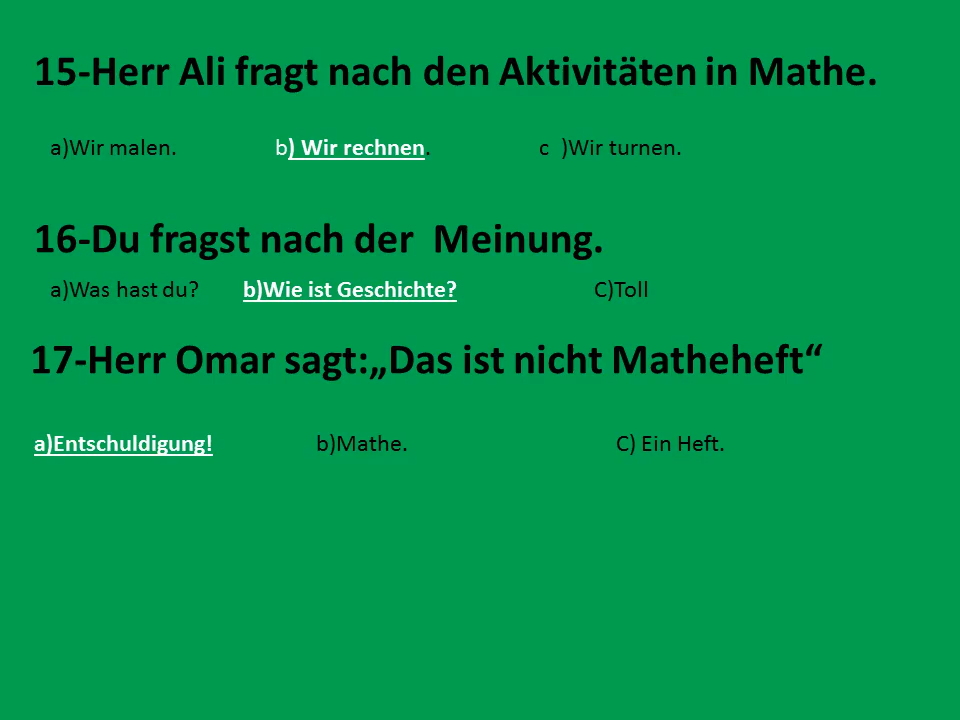 15-Herr Ali fragt nach den Aktivitäten in Mathe.
a)Wir malen. b) Wir rechnen. c )Wir turnen.
16-Du fragst nach der Meinung.
a)Was hast du? b)Wie ist Geschichte? C)Toll
17-Herr Omar sagt:„Das ist nicht Matheheft“
a)Entschuldigung! b)Mathe. C) Ein Heft.